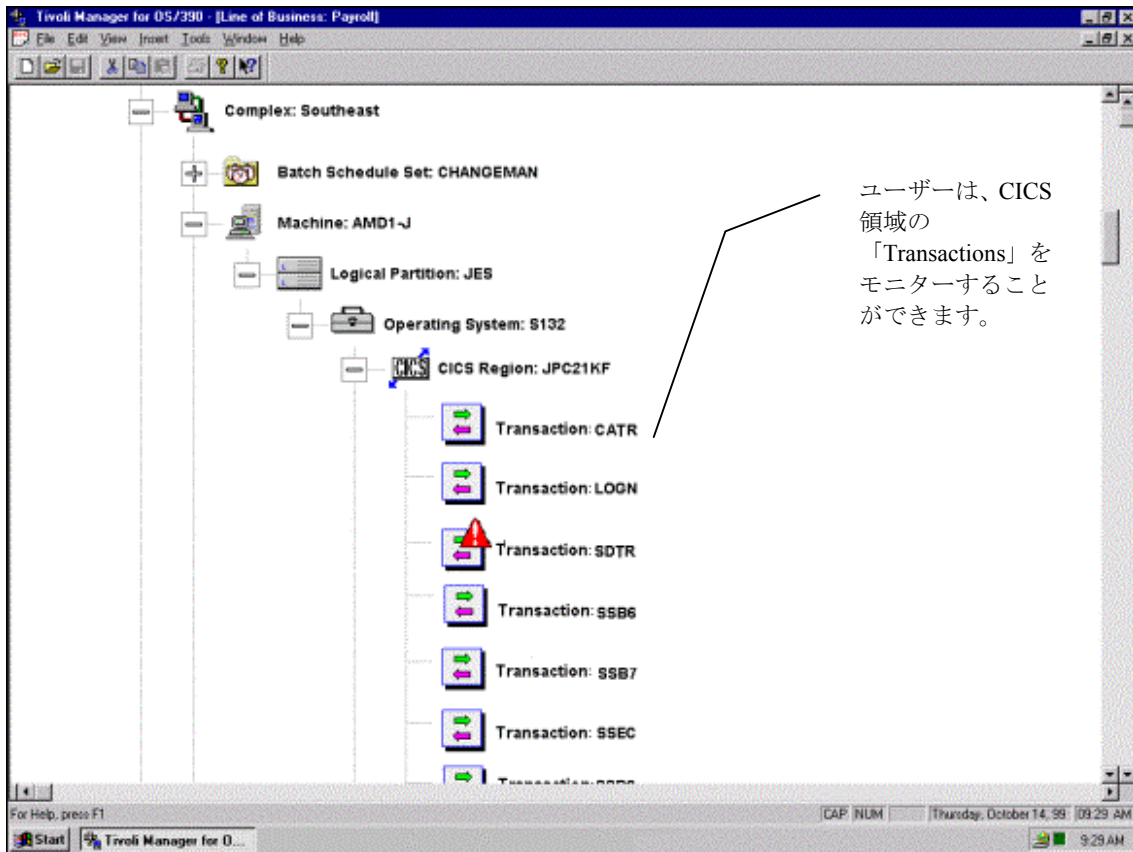 Tivoli Manager for OS/390 - [Line of Business: Payroll]
File Edit View Insert Tools Window Help
Complex: Southeast
Batch Schedule Set: CHANGEMAN
Machine: AMD1-J
Logical Partition: JES
Operating System: S132
CICS
CICS Region: JPC21KF
Transaction: CATR
Transaction: LOGN
Transaction: SDTR
Transaction: SSB6
Transaction: SSB7
Transaction: SSEC
ユーザーは、CICS
領域の
「Transactions」を
モニターすること
ができます。
For Help, press F1
CAP NUM
Thursday, October 14, 99
09:29 AM
Start
Tivoli Manager for O...
9:29 AM